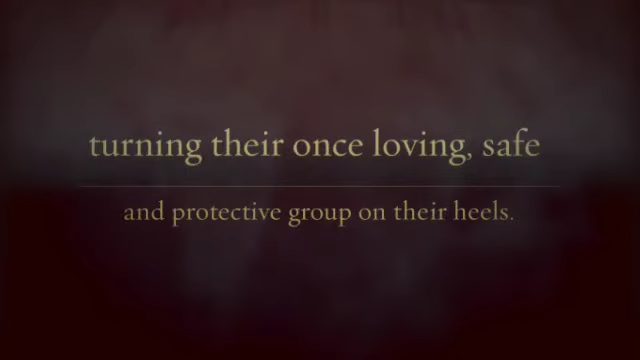 turning their once loving, safe
and protective group on their heels.